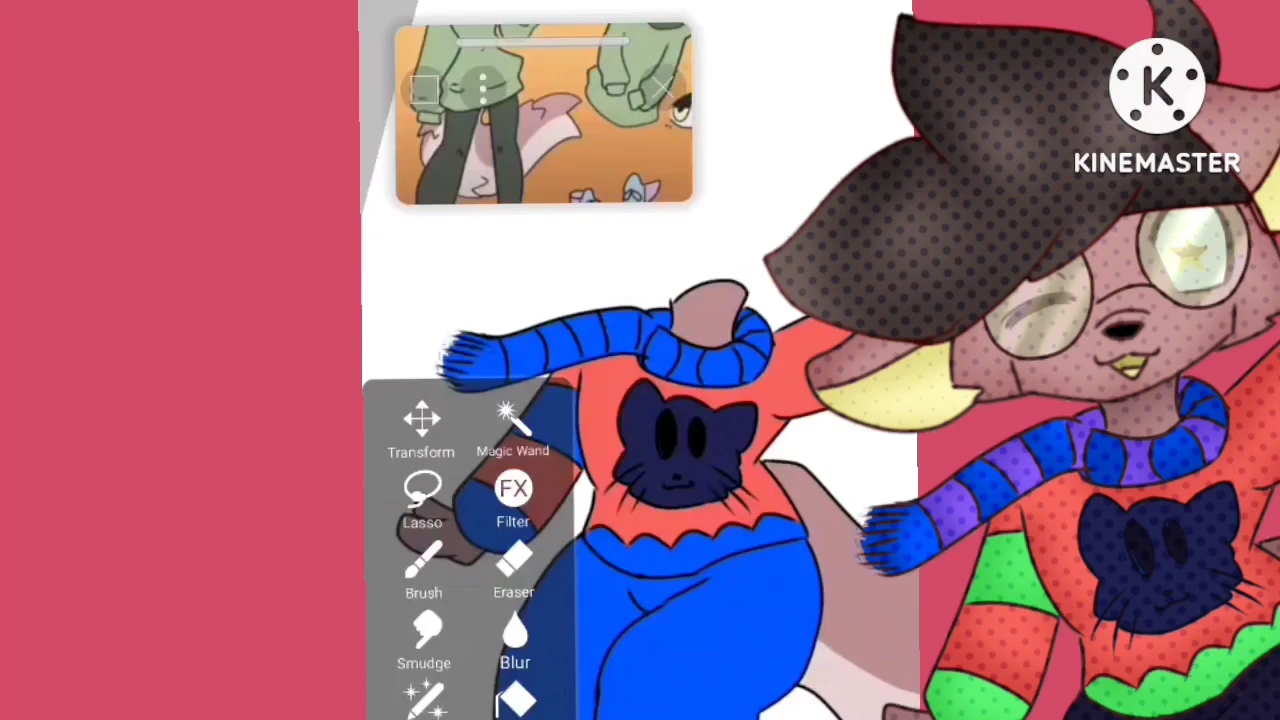 K
KINEMASTER
Transform
Magic Wand
Lasso
FX
Filter
Brush
Eraser
Smudge
Blur